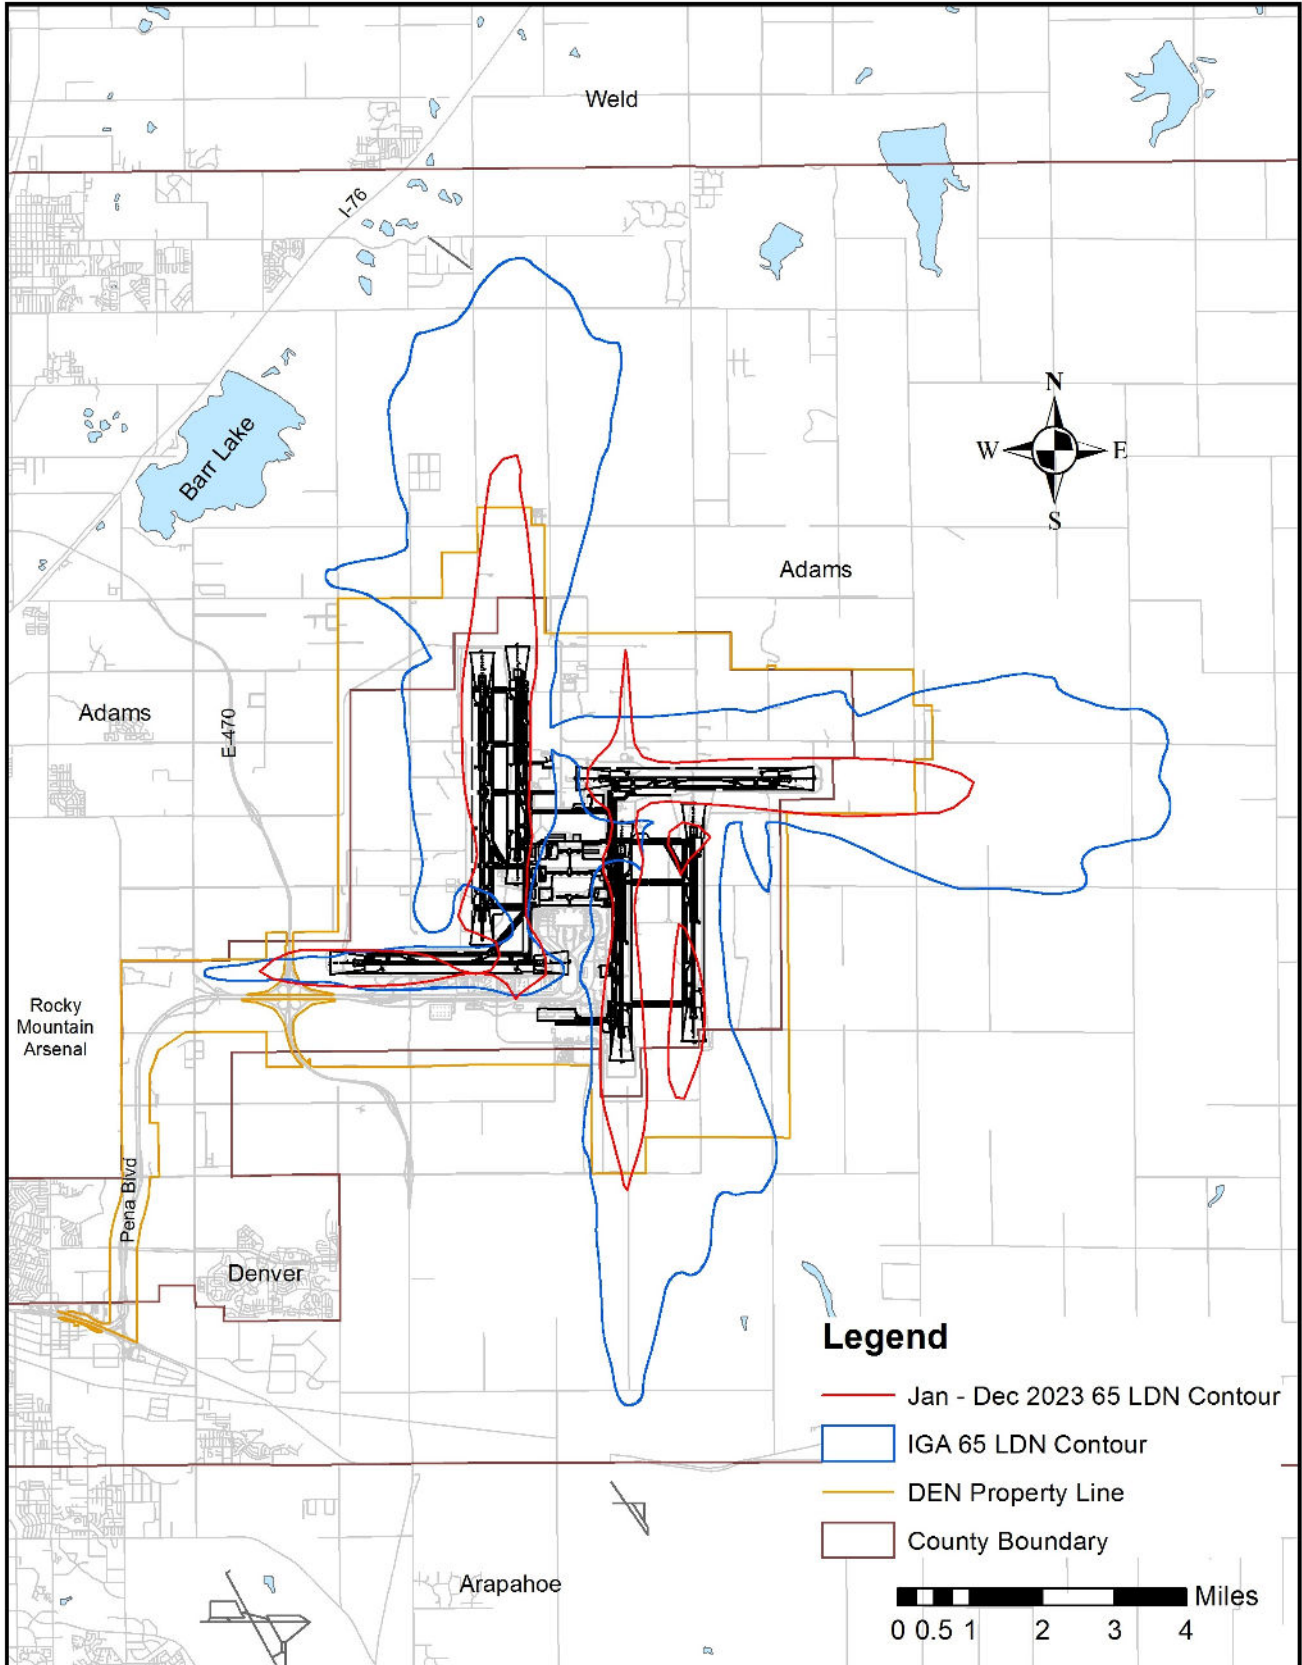 Weld
I-76
Barr Lake
N
W
E
S
Adams
Adams
E-470
Rocky
Mountain
Arsenal
Pena Blvd
Denver
Legend
Jan - Dec 2023 65 LDN Contour
IGA 65 LDN Contour
DEN Property Line
County Boundary
Arapahoe
Miles
0 0.5 1 2 3 4